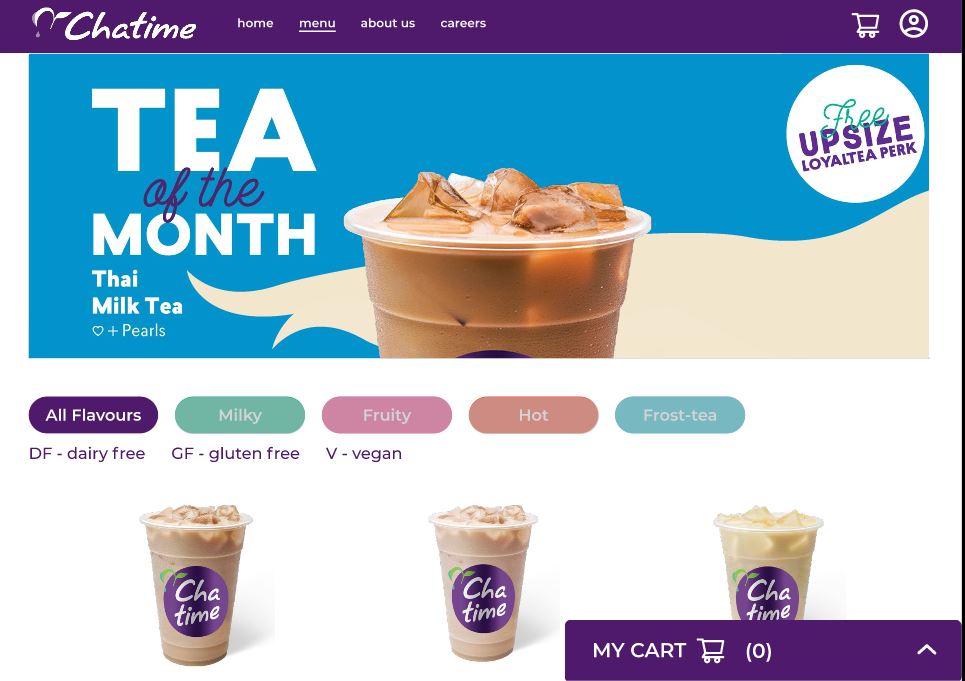 Chatime
home menu about us careers
TEA
of the
MONTH
Thai
Milk Tea
♡ + Pearls
Free
UPSIZE
LOYALTEA PERK
All Flavours Milky Fruity Hot Frost-tea
DF - dairy free GF - gluten free V - vegan
Cha
time
Cha
time
Cha
time
MY CART (0)